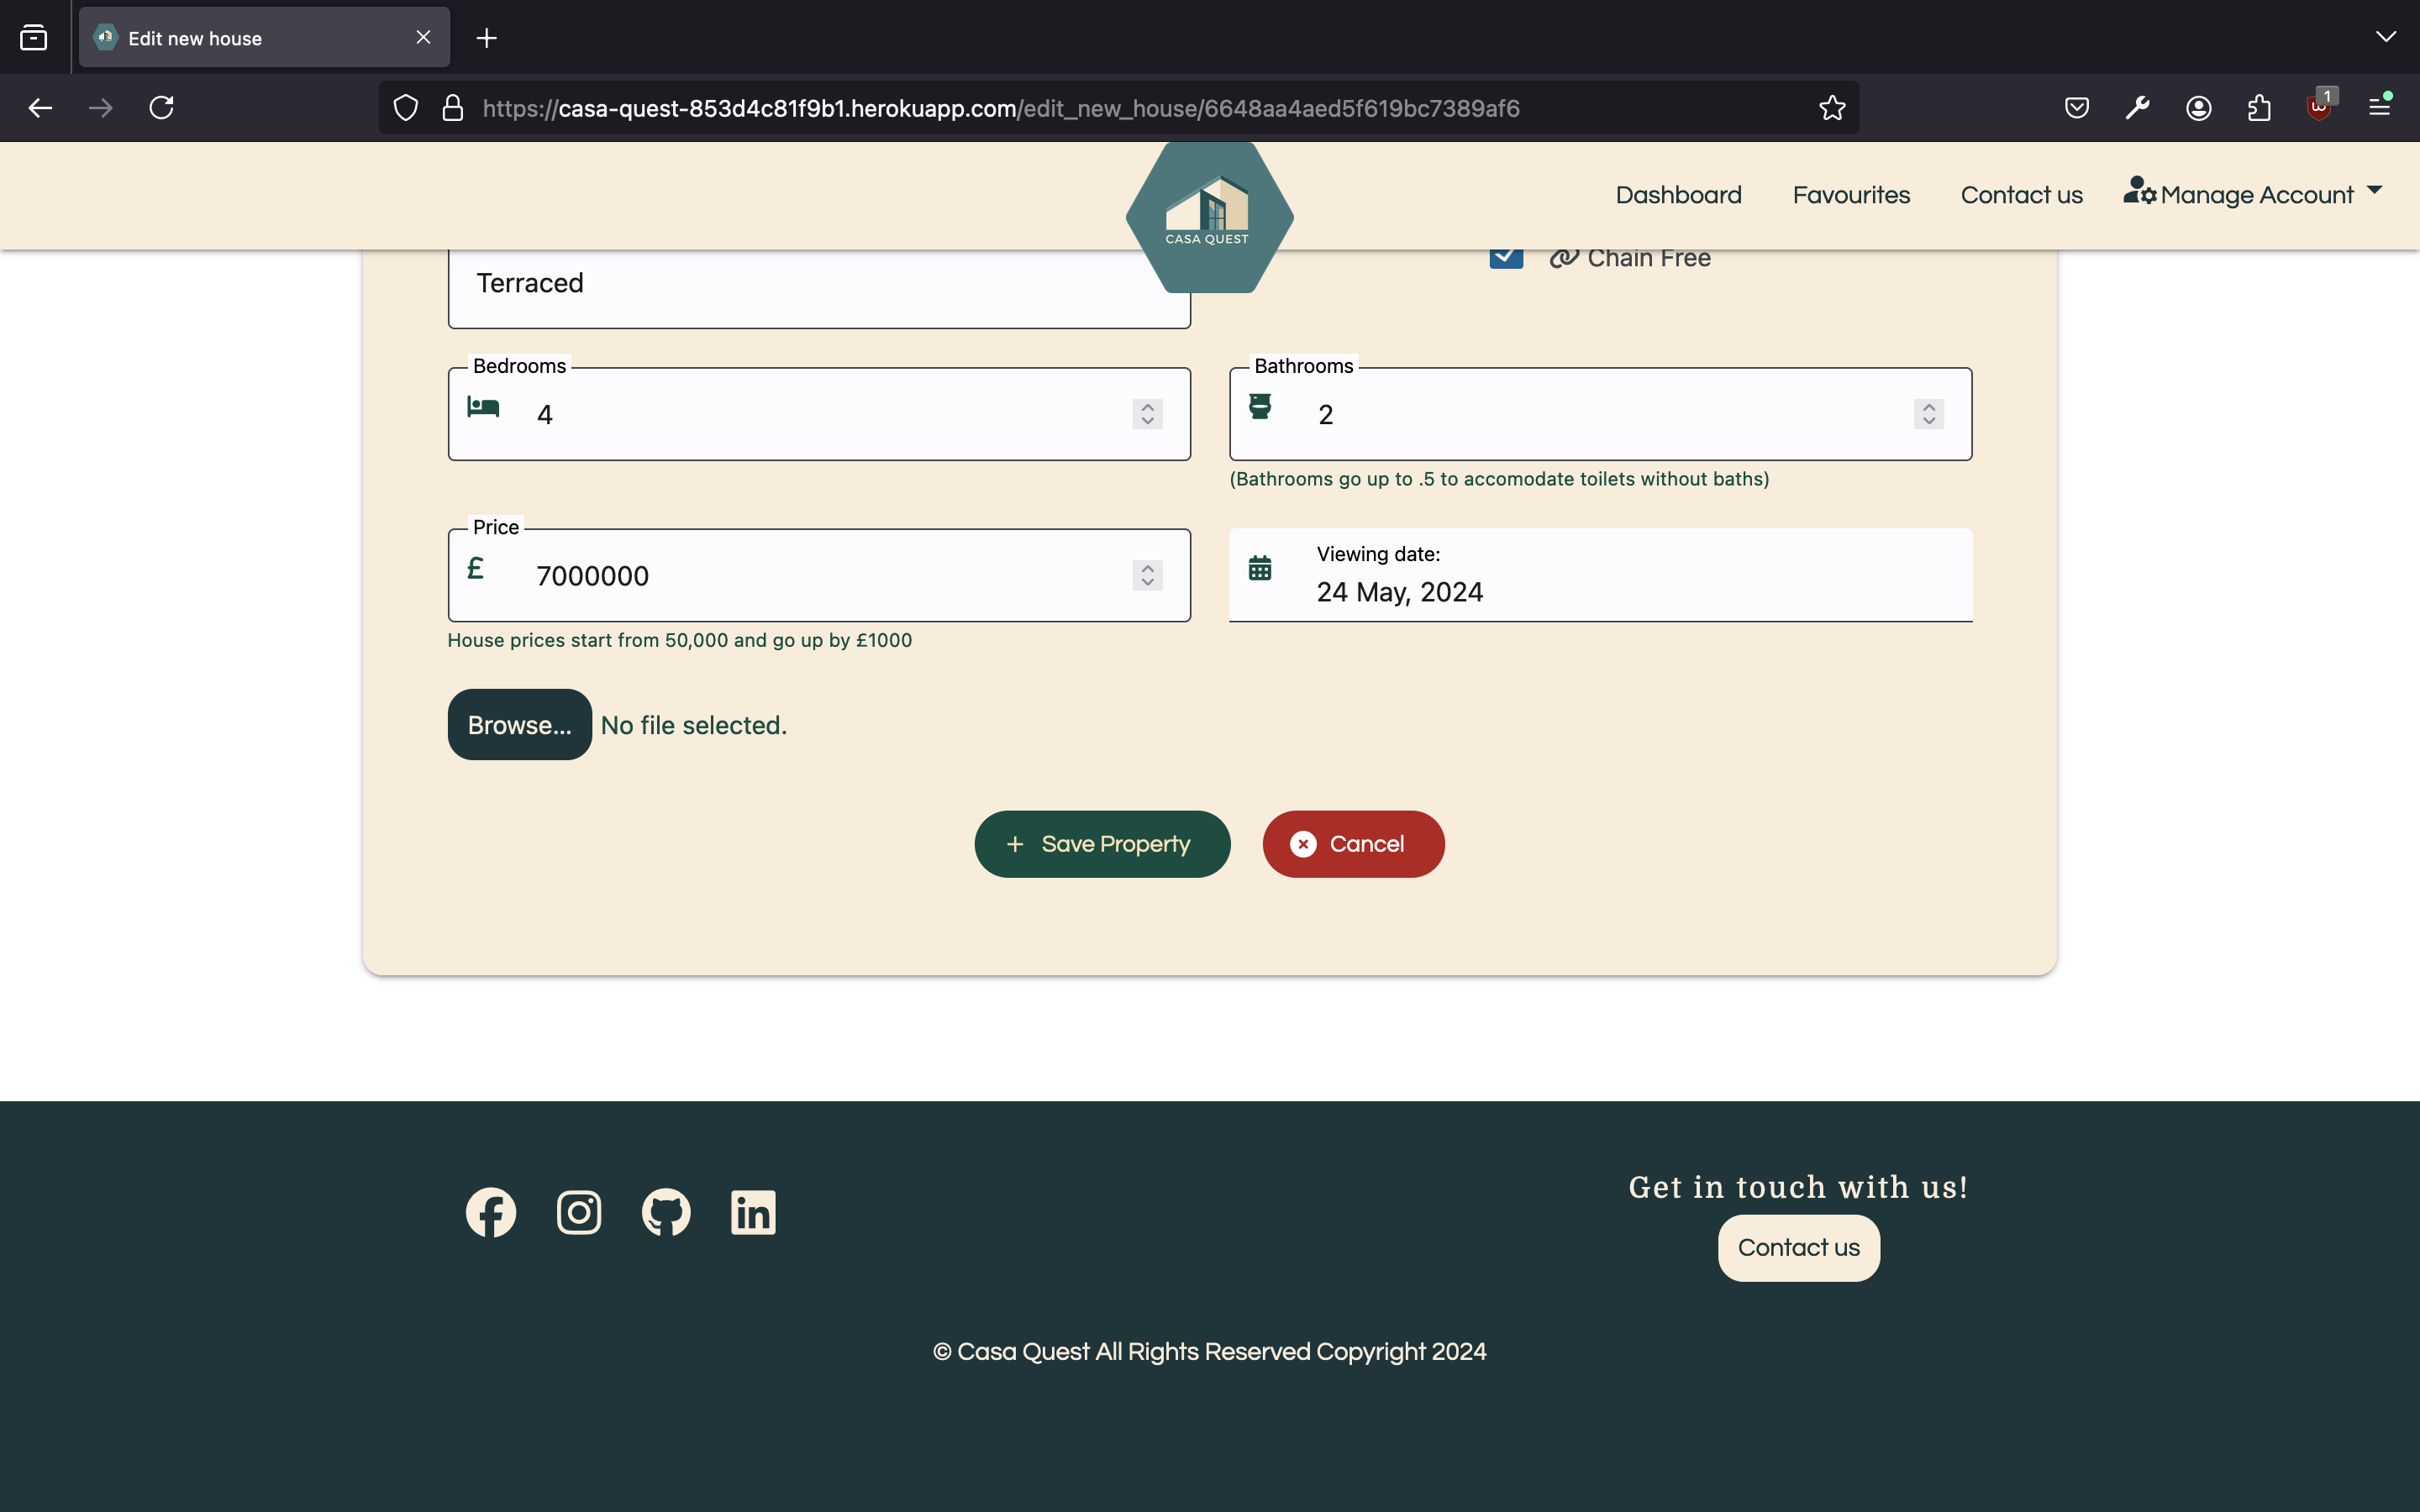 Edit new house
https://casa-quest-853d4c81f9b1.herokuapp.com/edit_new_house/6648aa4aed5f619bc7389af6
1
CASA QUEST
Dashboard
Favourites
Contact us
Manage Account
Terraced
Chain Free
Bedrooms
4
Bathrooms
2
(Bathrooms go up to .5 to accomodate toilets without baths)
Price
£
7000000
Viewing date:
24 May, 2024
House prices start from 50,000 and go up by £1000
Browse... No file selected.
+ Save Property
Cancel
Get in touch with us!
Contact us
© Casa Quest All Rights Reserved Copyright 2024